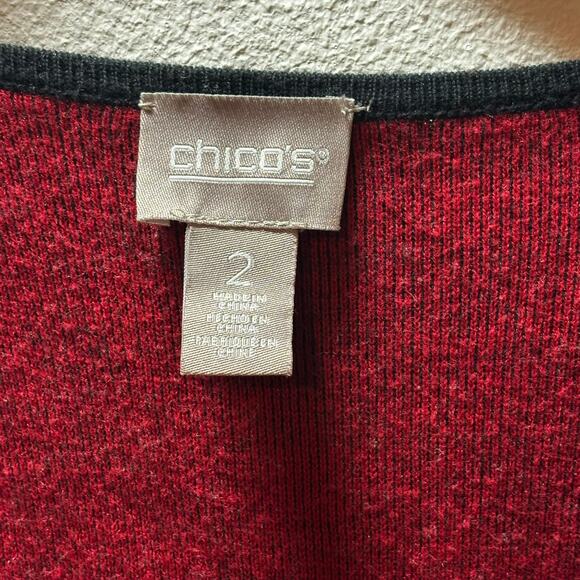 chico's®
2
MADE IN
CHINA
HECHO EN
CHINA
FABRIQUE EN
CHINE